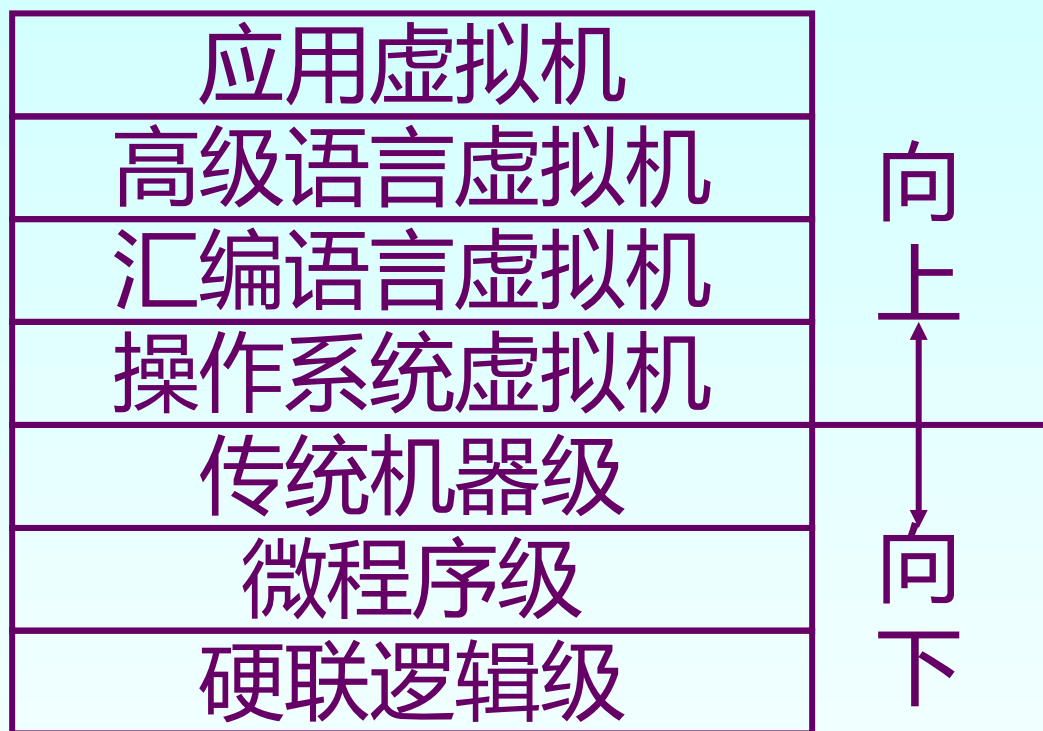 应用虚拟机
高级语言虚拟机
汇编语言虚拟机
操作系统虚拟机
传统机器级
微程序级
硬联逻辑级
向上
向下